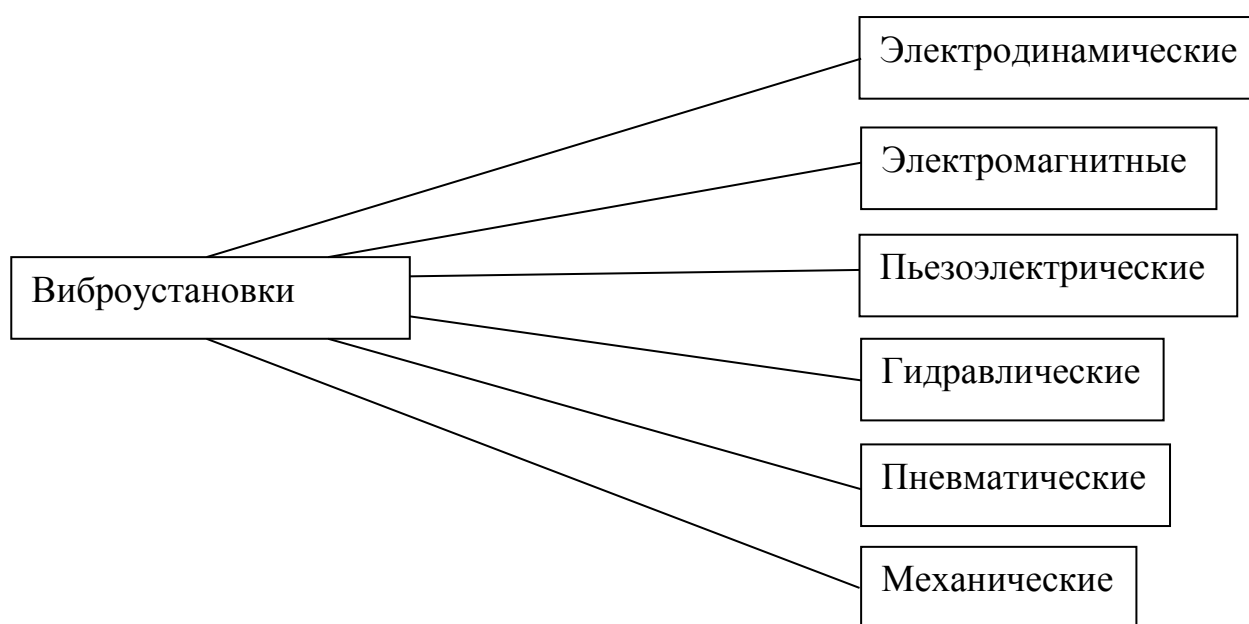 Электродинамические
Электромагнитные
Виброустановки
Пьезоэлектрические
Гидравлические
Пневматические
Механические